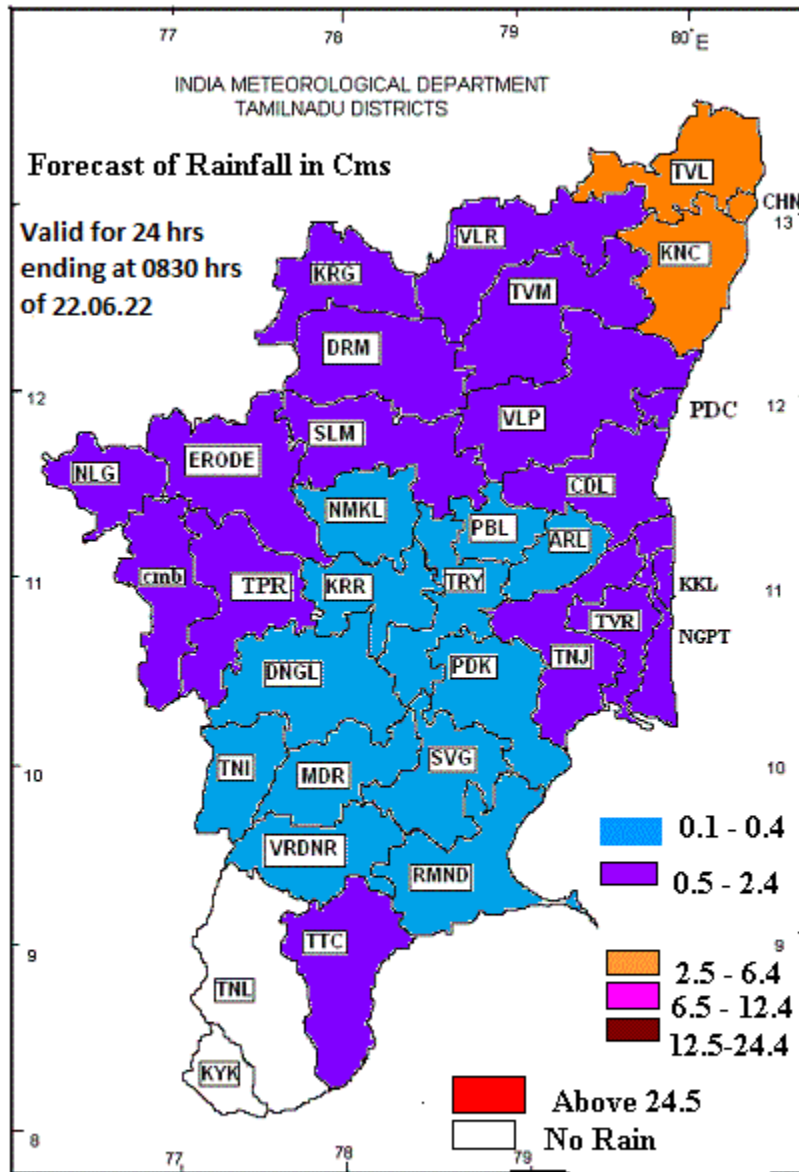 77 78 79 80° E
INDIA METEOROLOGICAL DEPARTMENT
TAMILNADU DISTRICTS
Forecast of Rainfall in Cms
TVL
CHN
13
Valid for 24 hrs
ending at 0830 hrs
of 22.06.22
VLR
KNC
KRG
TVM
DRM
12
PDC
12
VLP
SLM
ERODE
NLG
CDL
NMKL
PBL
ARL
11
cmb
TPR
KRR
TRY
KKL
11
TVR
NGPT
DNGL
PDK
TNJ
10
TNI
MDR
SVG
10
VRDNR
RMND
0.1 - 0.4
0.5 - 2.4
9
TTC
9
TNL
2.5 - 6.4
6.5 - 12.4
12.5-24.4
KYK
Above 24.5
No Rain
8
77 78 79